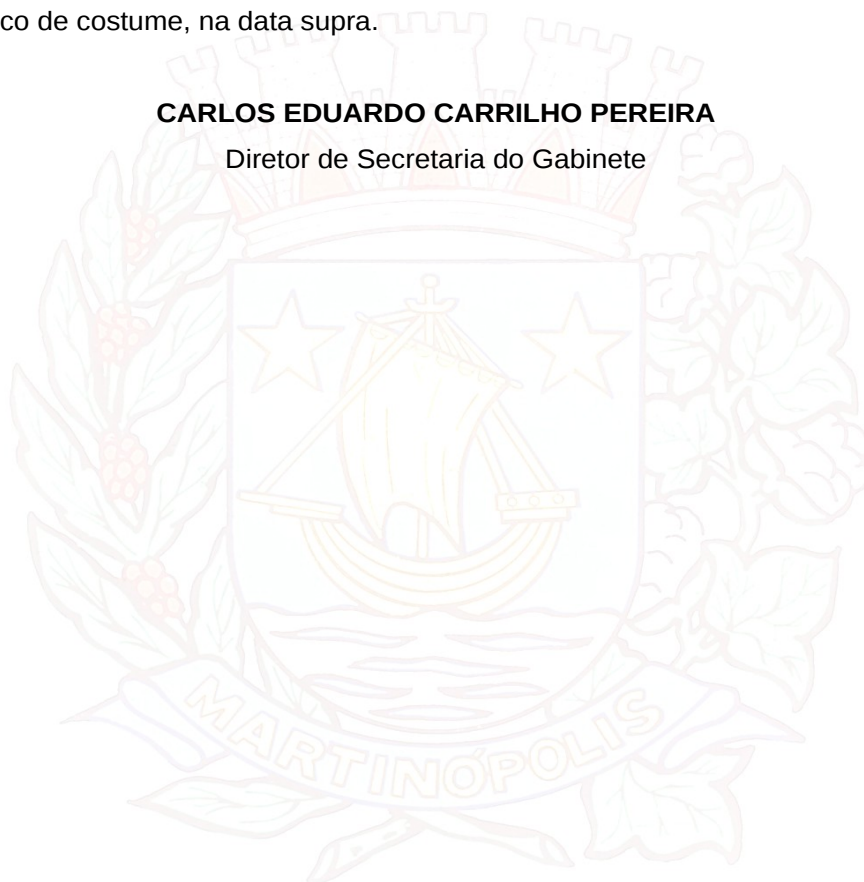 co de costume, na data supra.
CARLOS EDUARDO CARRILHO PEREIRA
Diretor de Secretaria do Gabinete
MARTINÓPOLIS